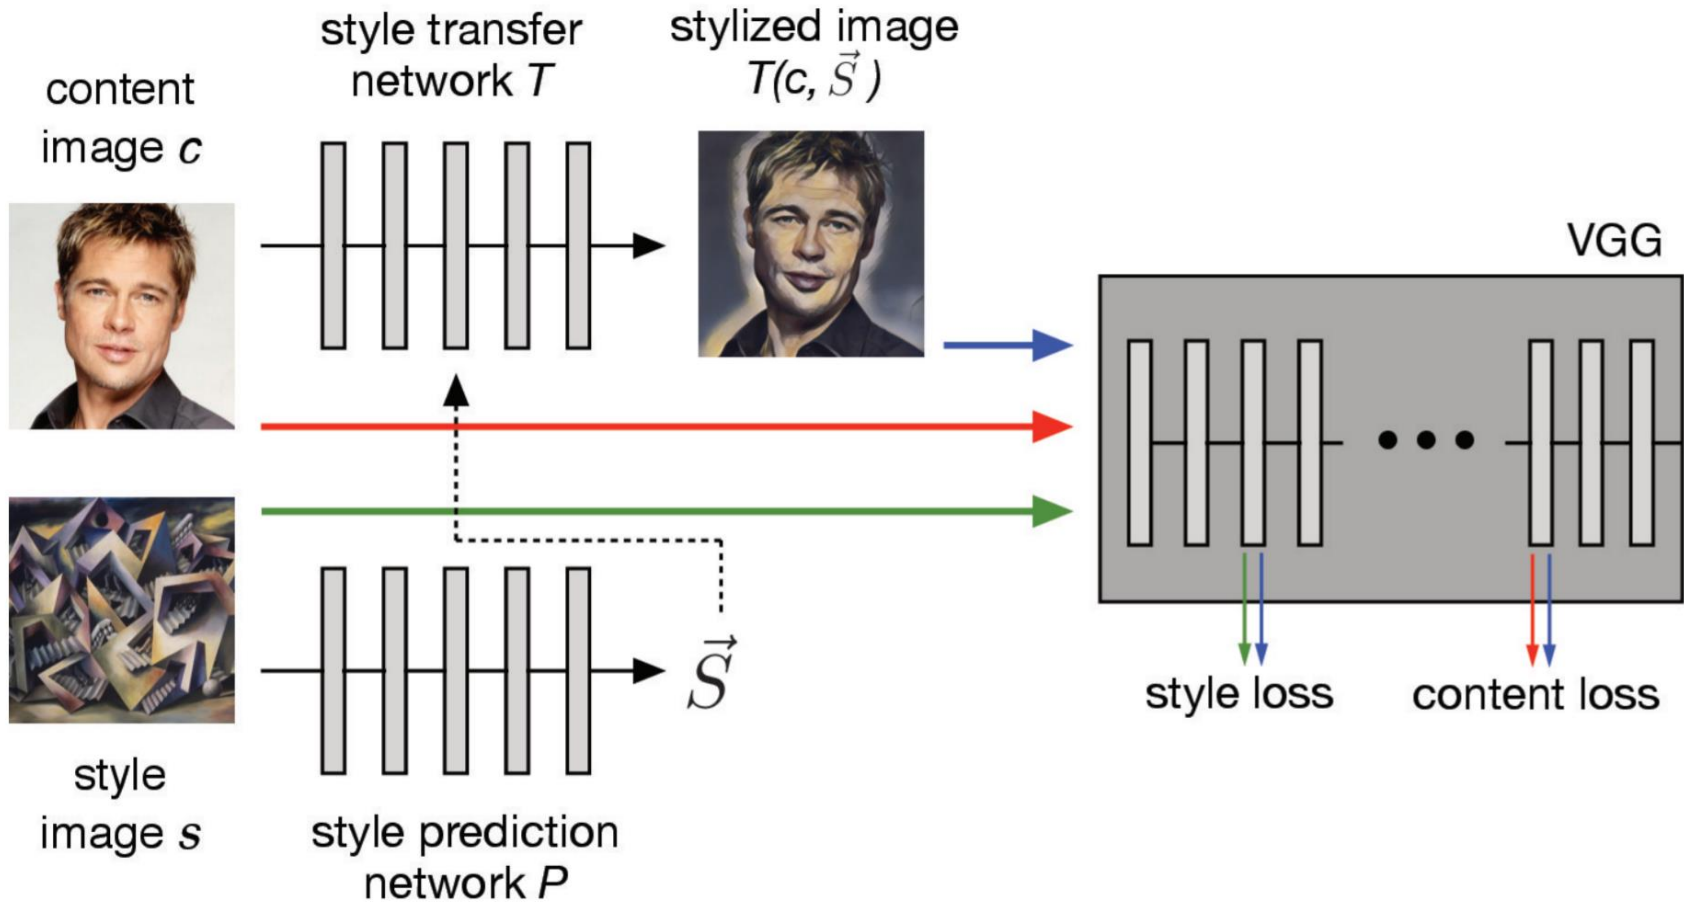 content
image c
style transfer
network T
stylized image
T(c, S⃗ )
VGG
S⃗
style loss
content loss
style
image s
style prediction
network P